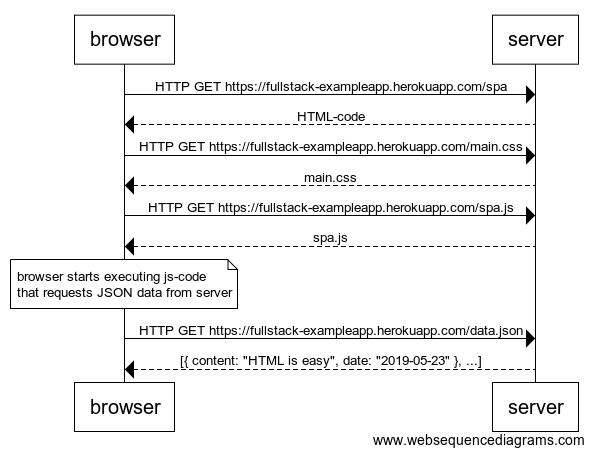 browser
server
HTTP GET https://fullstack-exampleapp.herokuapp.com/spa
HTML-code
HTTP GET https://fullstack-exampleapp.herokuapp.com/main.css
main.css
HTTP GET https://fullstack-exampleapp.herokuapp.com/spa.js
spa.js
browser starts executing js-code
that requests JSON data from server
HTTP GET https://fullstack-exampleapp.herokuapp.com/data.json
[{ content: "HTML is easy", date: "2019-05-23" }, ...]
browser
server
www.websequencediagrams.com